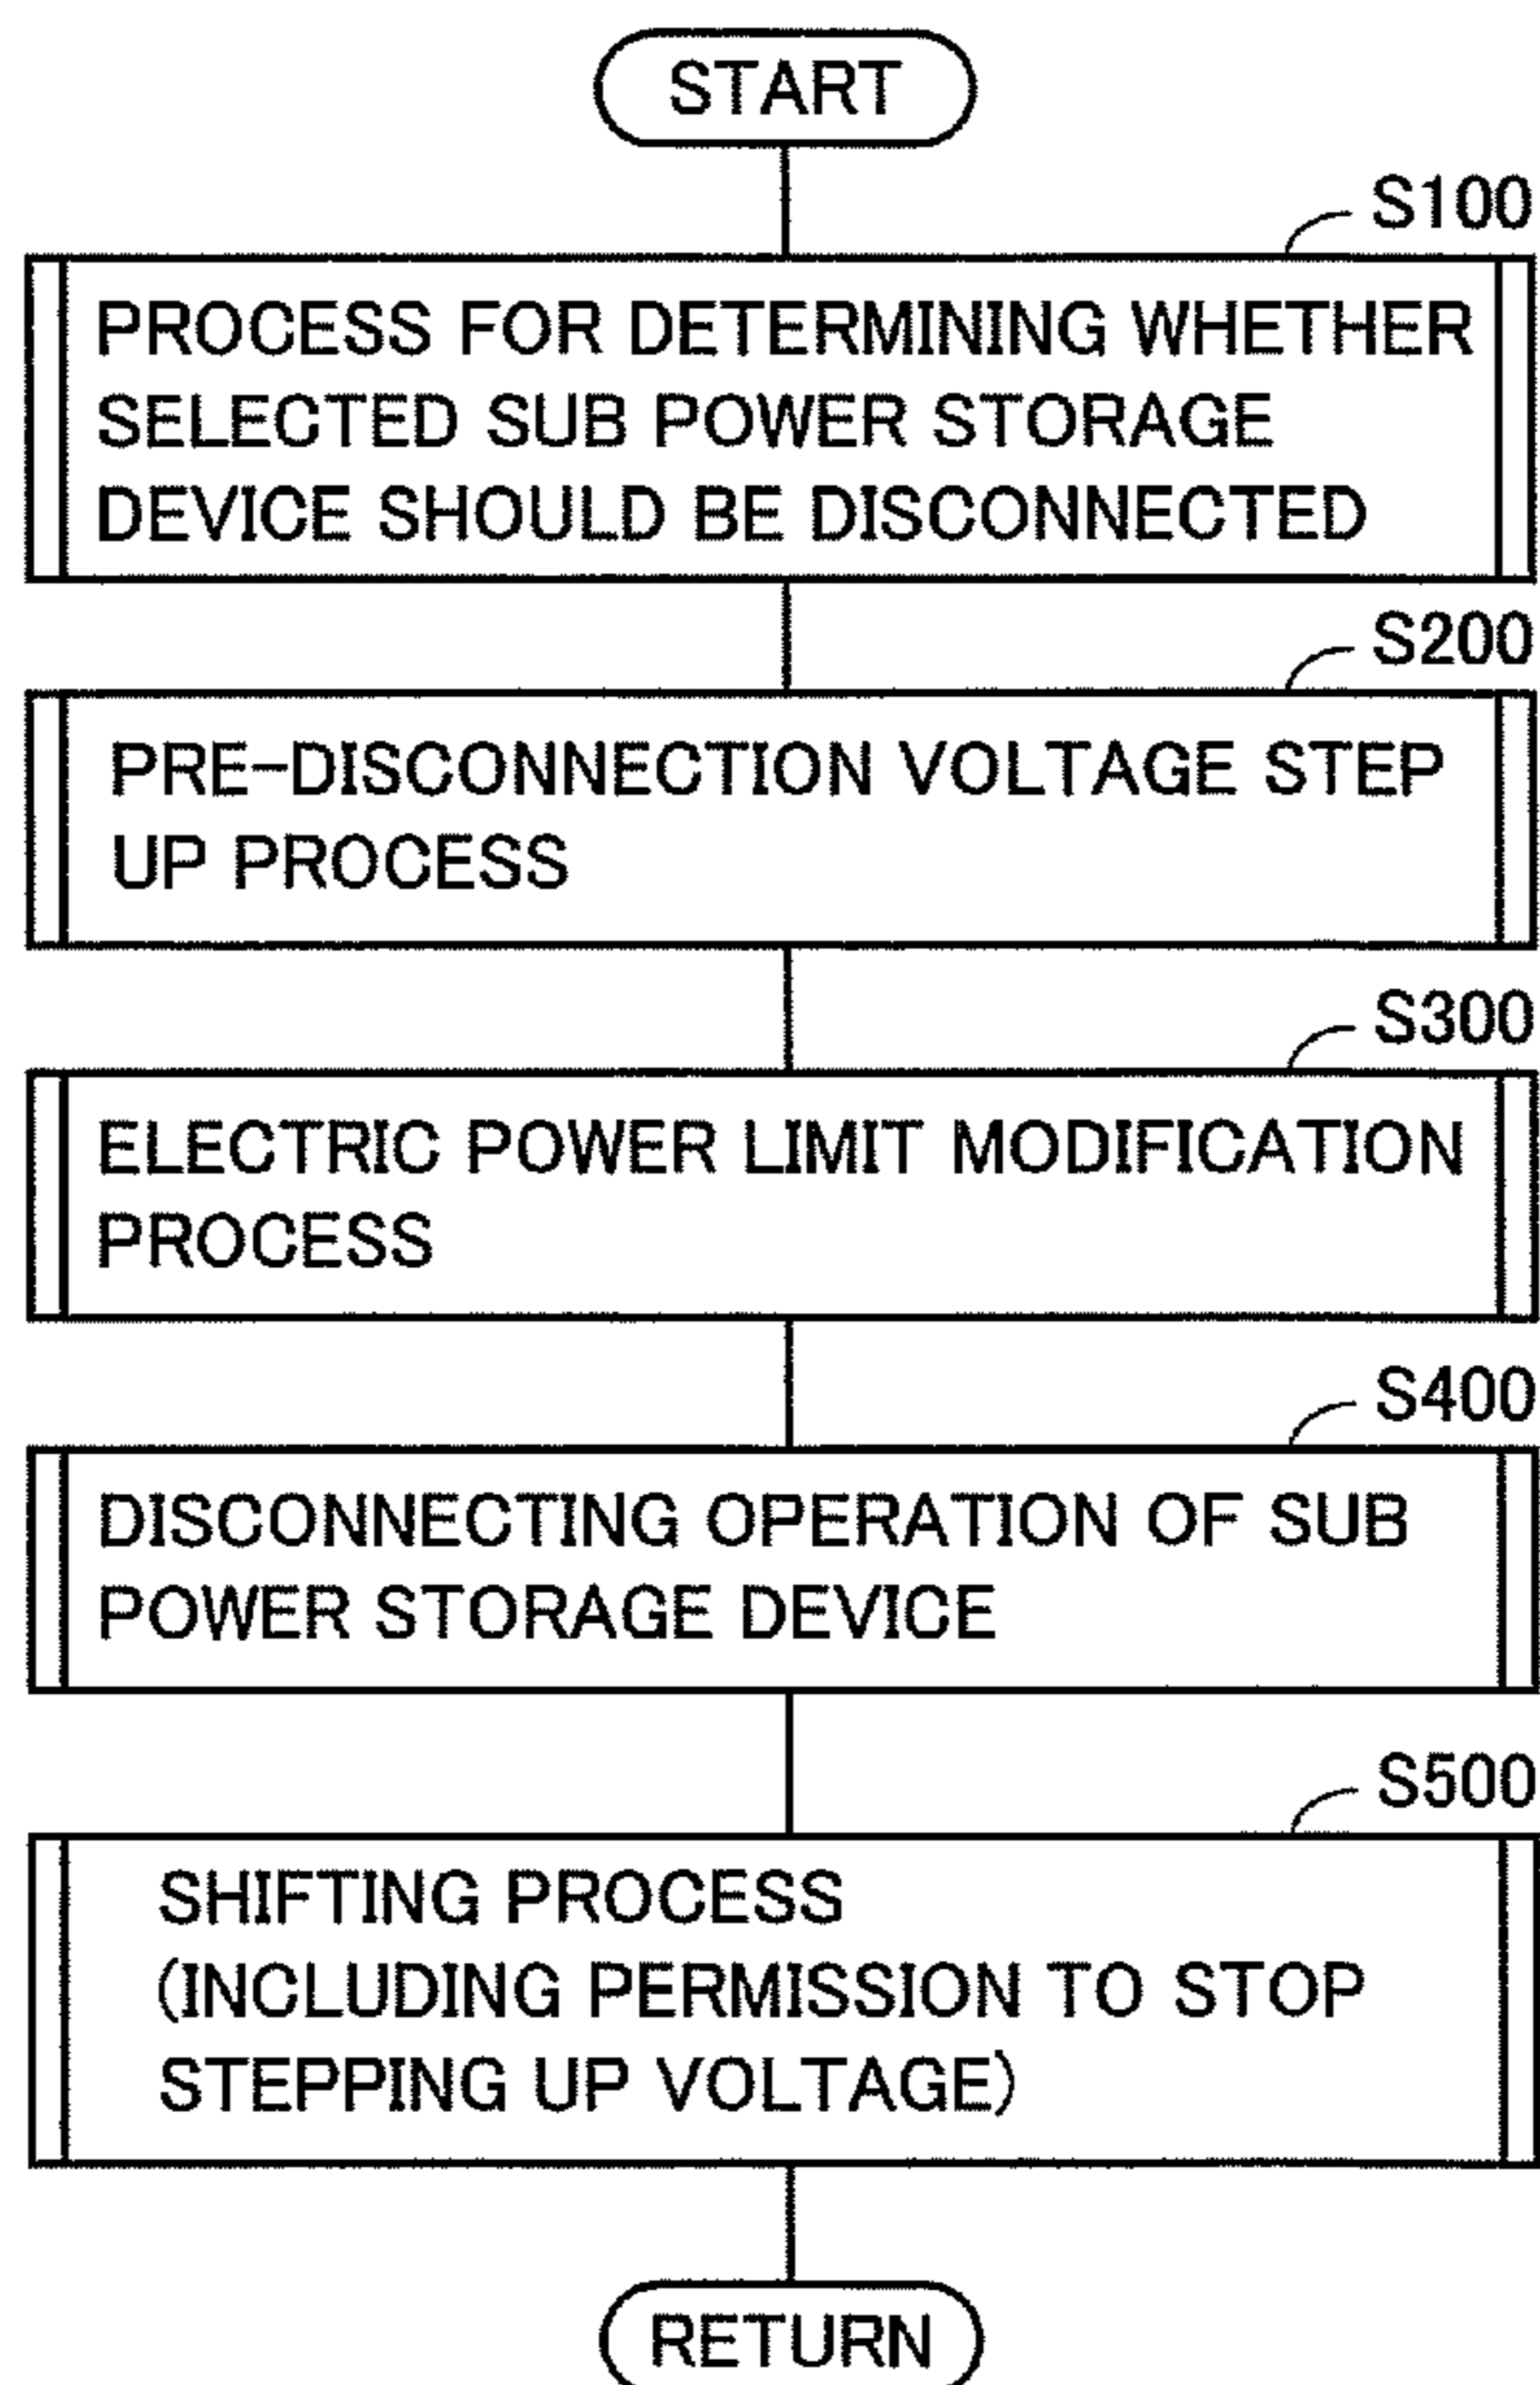 START
S100
PROCESS FOR DETERMINING WHETHER
SELECTED SUB POWER STORAGE
DEVICE SHOULD BE DISCONNECTED
S200
PRE-DISCONNECTION VOLTAGE STEP
UP PROCESS
S300
ELECTRIC POWER LIMIT MODIFICATION
PROCESS
S400
DISCONNECTING OPERATION OF SUB
POWER STORAGE DEVICE
S500
SHIFTING PROCESS
(INCLUDING PERMISSION TO STOP
STEPPING UP VOLTAGE)
RETURN